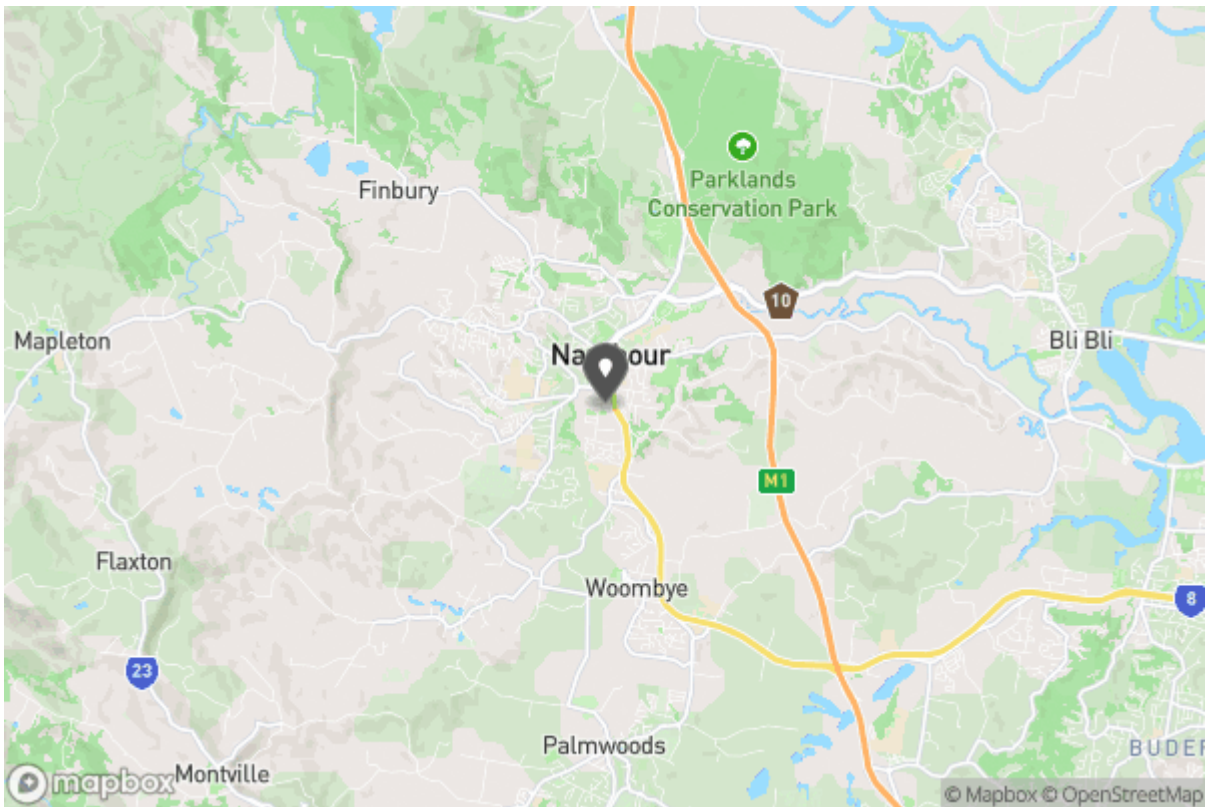 Parklands
Conservation Park
Finbury
10
Mapleton
Bli Bli
M1
Flaxton
Woombye
8
23
Palmwoods
Montville
mapbox
© Mapbox © OpenStreetMap